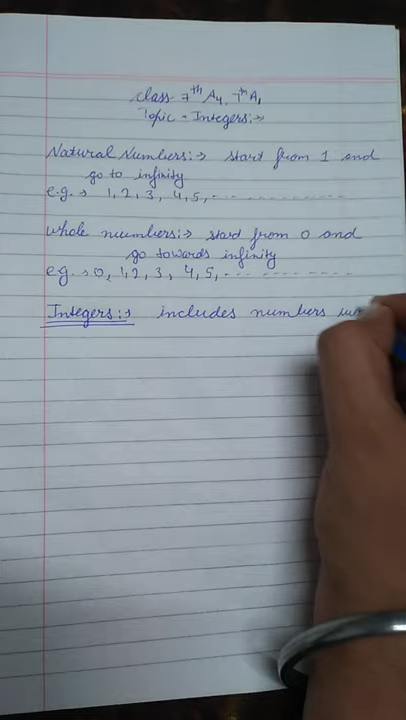 class 7th A4, 7th A1
Topic - Integers :->
Natural Numbers :-> start from 1 and
go to infinity
e.g. -> 1, 2, 3, 4, 5, - - - - - - - - - - -
whole numbers :-> start from 0 and
go towards infinity
e.g. -> 0, 1, 2, 3, 4, 5, - - - - - - - - - - -
Integers :-> includes numbers